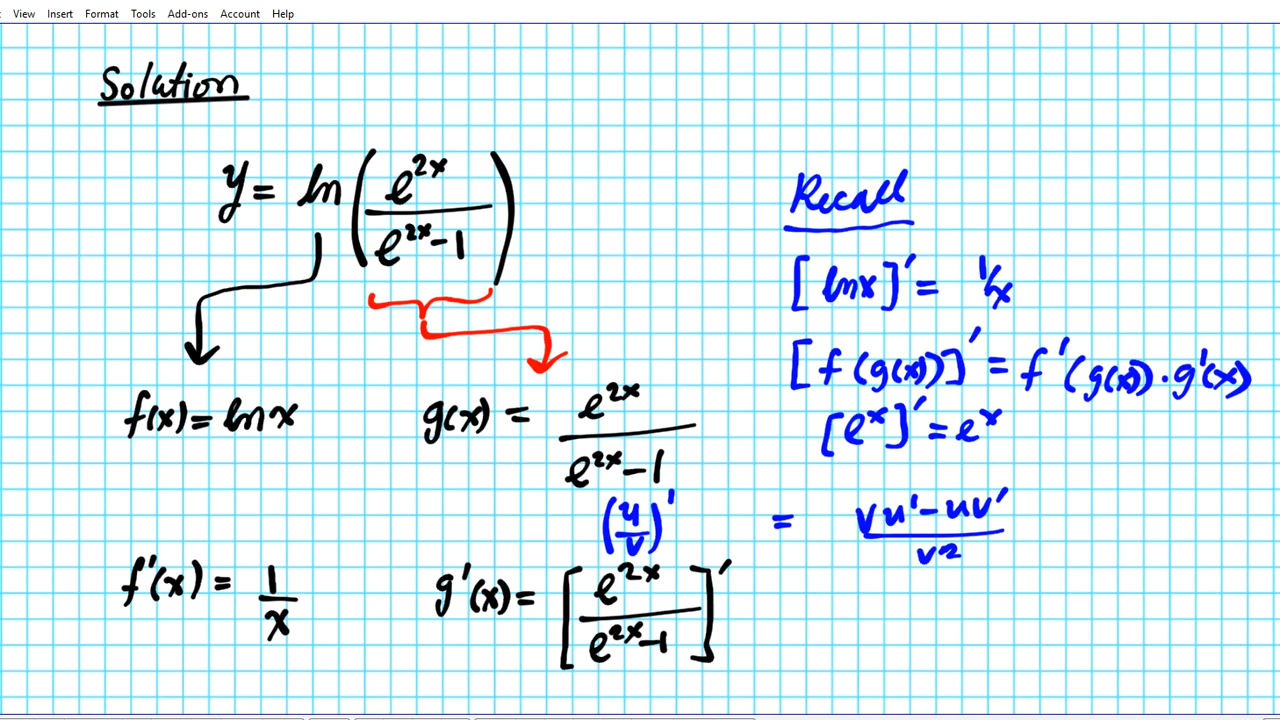 View Insert Format Tools Add-ons Account Help
Solution
y = ln(e^{2x}/(e^{2x}-1))
f(x) = ln x
g(x) = e^{2x}/(e^{2x}-1)
f'(x) = 1/x
g'(x) = [e^{2x}/(e^{2x}-1)]'
Recall
[ln x]' = 1/x
[f(g(x))]' = f'(g(x))·g'(x)
[e^x]' = e^x
(u/v)' = (vu'-uv')/v^2